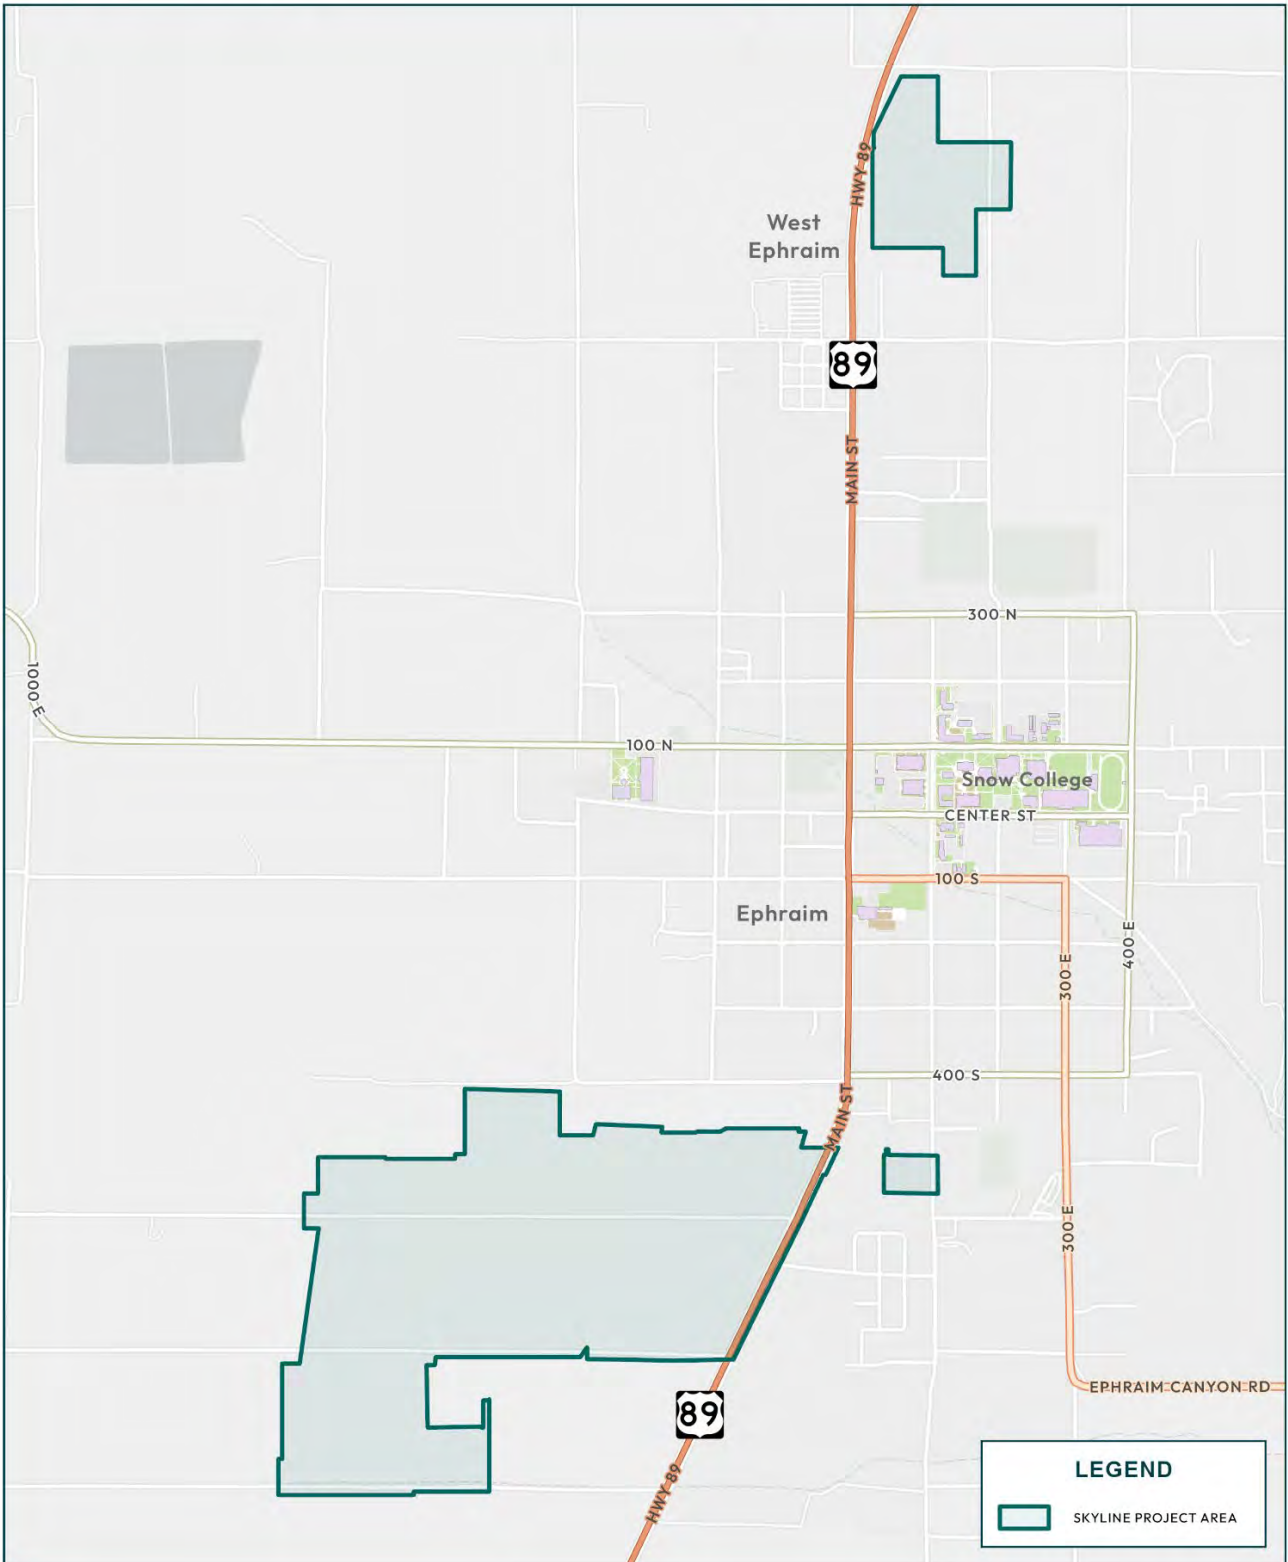 HWY 89
West
Ephraim
89
MAIN ST
300 N
1000 E
100 N
Snow College
CENTER ST
100 S
Ephraim
400 E
300 E
400 S
MAIN ST
300 E
EPHRAIM CANYON RD
89
HWY 89
LEGEND
SKYLINE PROJECT AREA